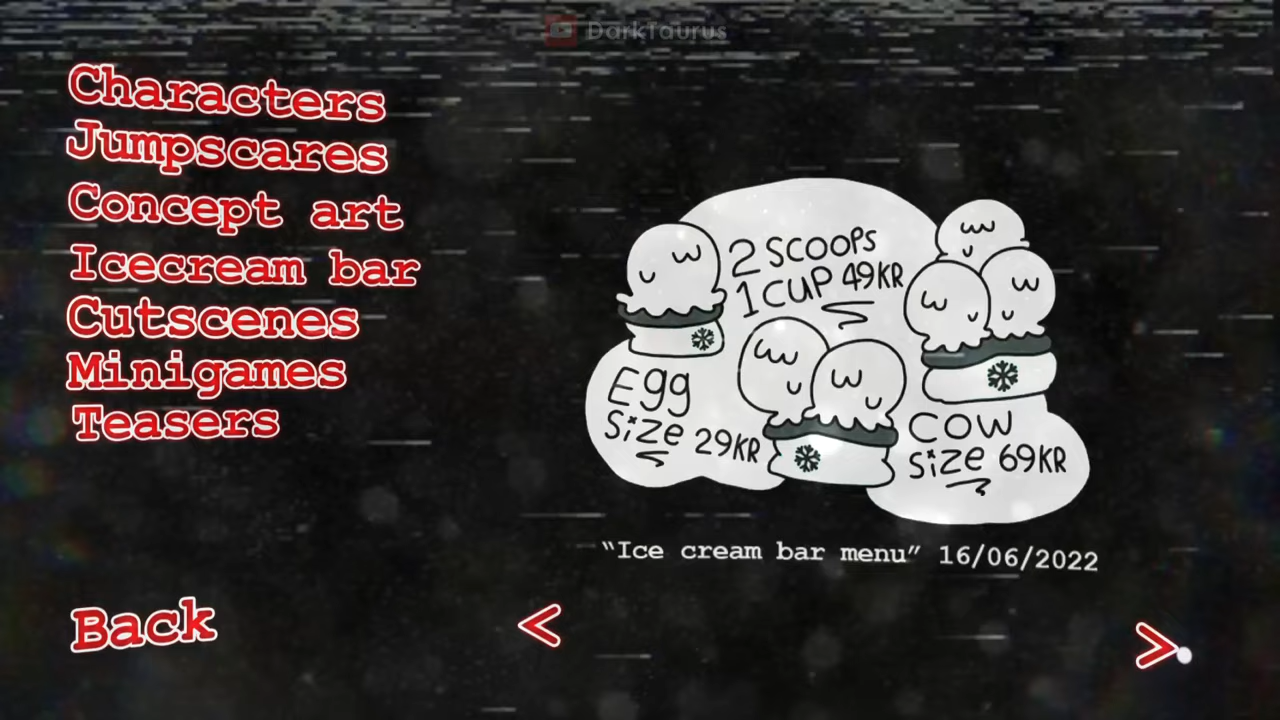 DarkTaurus
Characters
Jumpscares
Concept art
Icecream bar
Cutscenes
Minigames
Teasers
Back
2 SCOOPS
1 CUP 49KR
Egg
Size 29KR
COW
Size 69KR
“Ice cream bar menu” 16/06/2022
<
>